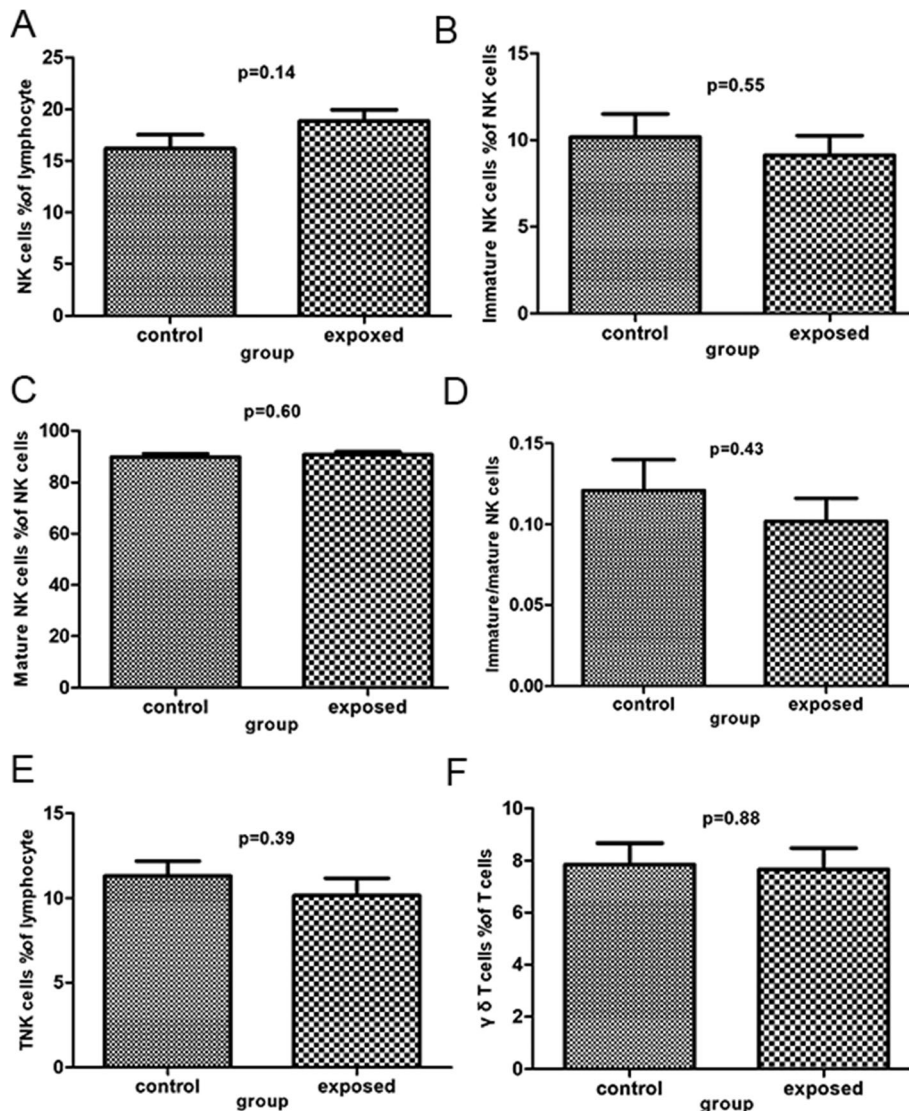 A
NK cells %of lymphocyte
25
20
15
10
5
0
p=0.14
control
expoxed
group
B
Immature NK cells %of NK cells
15
10
5
0
p=0.55
control
exposed
group
C
Mature NK cells %of NK cells
100
80
60
40
20
0
p=0.60
control
exposed
group
D
Immature/mature NK cells
0.15
0.10
0.05
0.00
p=0.43
control
exposed
group
E
TNK cells %of lymphocyte
15
10
5
0
p=0.39
control
exposed
group
F
γ δ T cells %of T cells
10
8
6
4
2
0
p=0.88
control
exposed
group